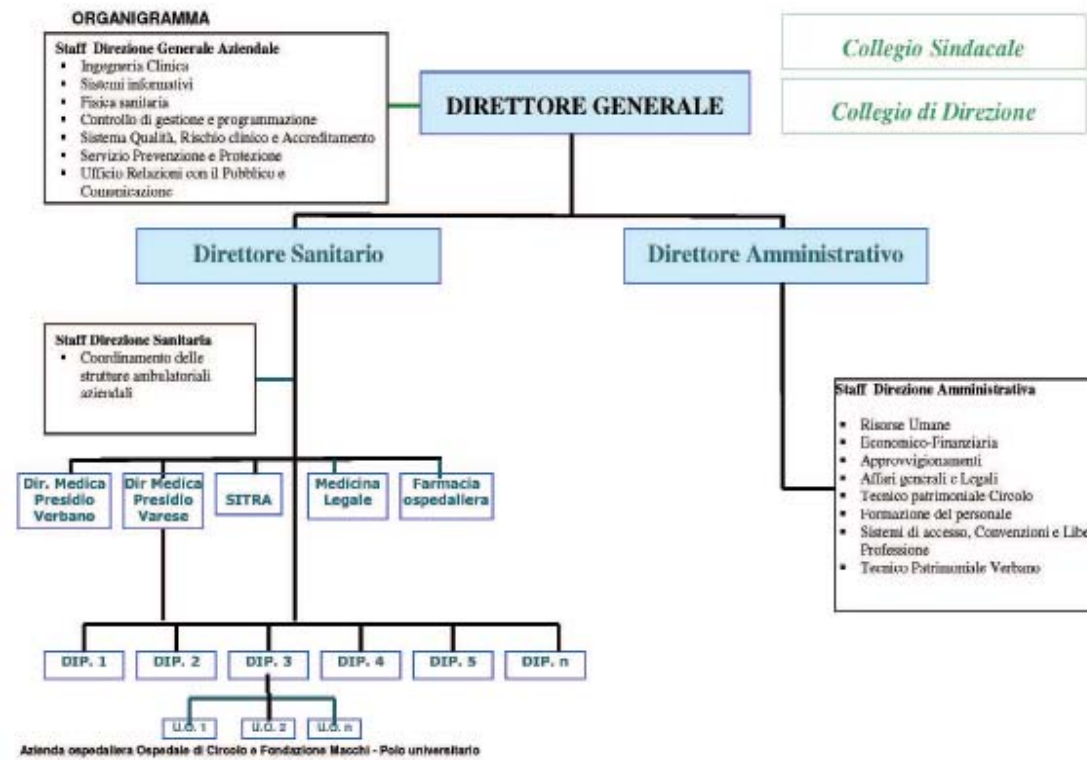 ORGANIGRAMMA
Staff Direzione Generale Aziendale
▪ Ingegneria Clinica
▪ Sistemi informativi
▪ Fisica sanitaria
▪ Controllo di gestione e programmazione
▪ Sistema Qualità, Rischio clinico e Accreditamento
▪ Servizio Prevenzione e Protezione
▪ Ufficio Relazioni con il Pubblico e
Comunicazione
DIRETTORE GENERALE
Collegio Sindacale
Collegio di Direzione
Direttore Sanitario
Direttore Amministrativo
Staff Direzione Sanitaria
▪ Coordinamento delle
strutture ambulatoriali
aziendali
Staff Direzione Amministrativa
▪ Risorse Umane
▪ Economico-Finanziaria
▪ Approvvigionamenti
▪ Affari generali e Legali
▪ Tecnico patrimoniale Circolo
▪ Formazione del personale
▪ Sistemi di accesso, Convenzioni e Libe
Professione
▪ Tecnico Patrimoniale Verbano
Dir. Medica
Presidio
Verbano
Dir Medica
Presidio
Varese
SITRA
Medicina
Legale
Farmacia
ospedaliera
DIP. 1
DIP. 2
DIP. 3
DIP. 4
DIP. 5
DIP. n
U.O. 1
U.O. 2
U.O. n
Azienda ospedaliera Ospedale di Circolo e Fondazione Macchi - Polo universitario